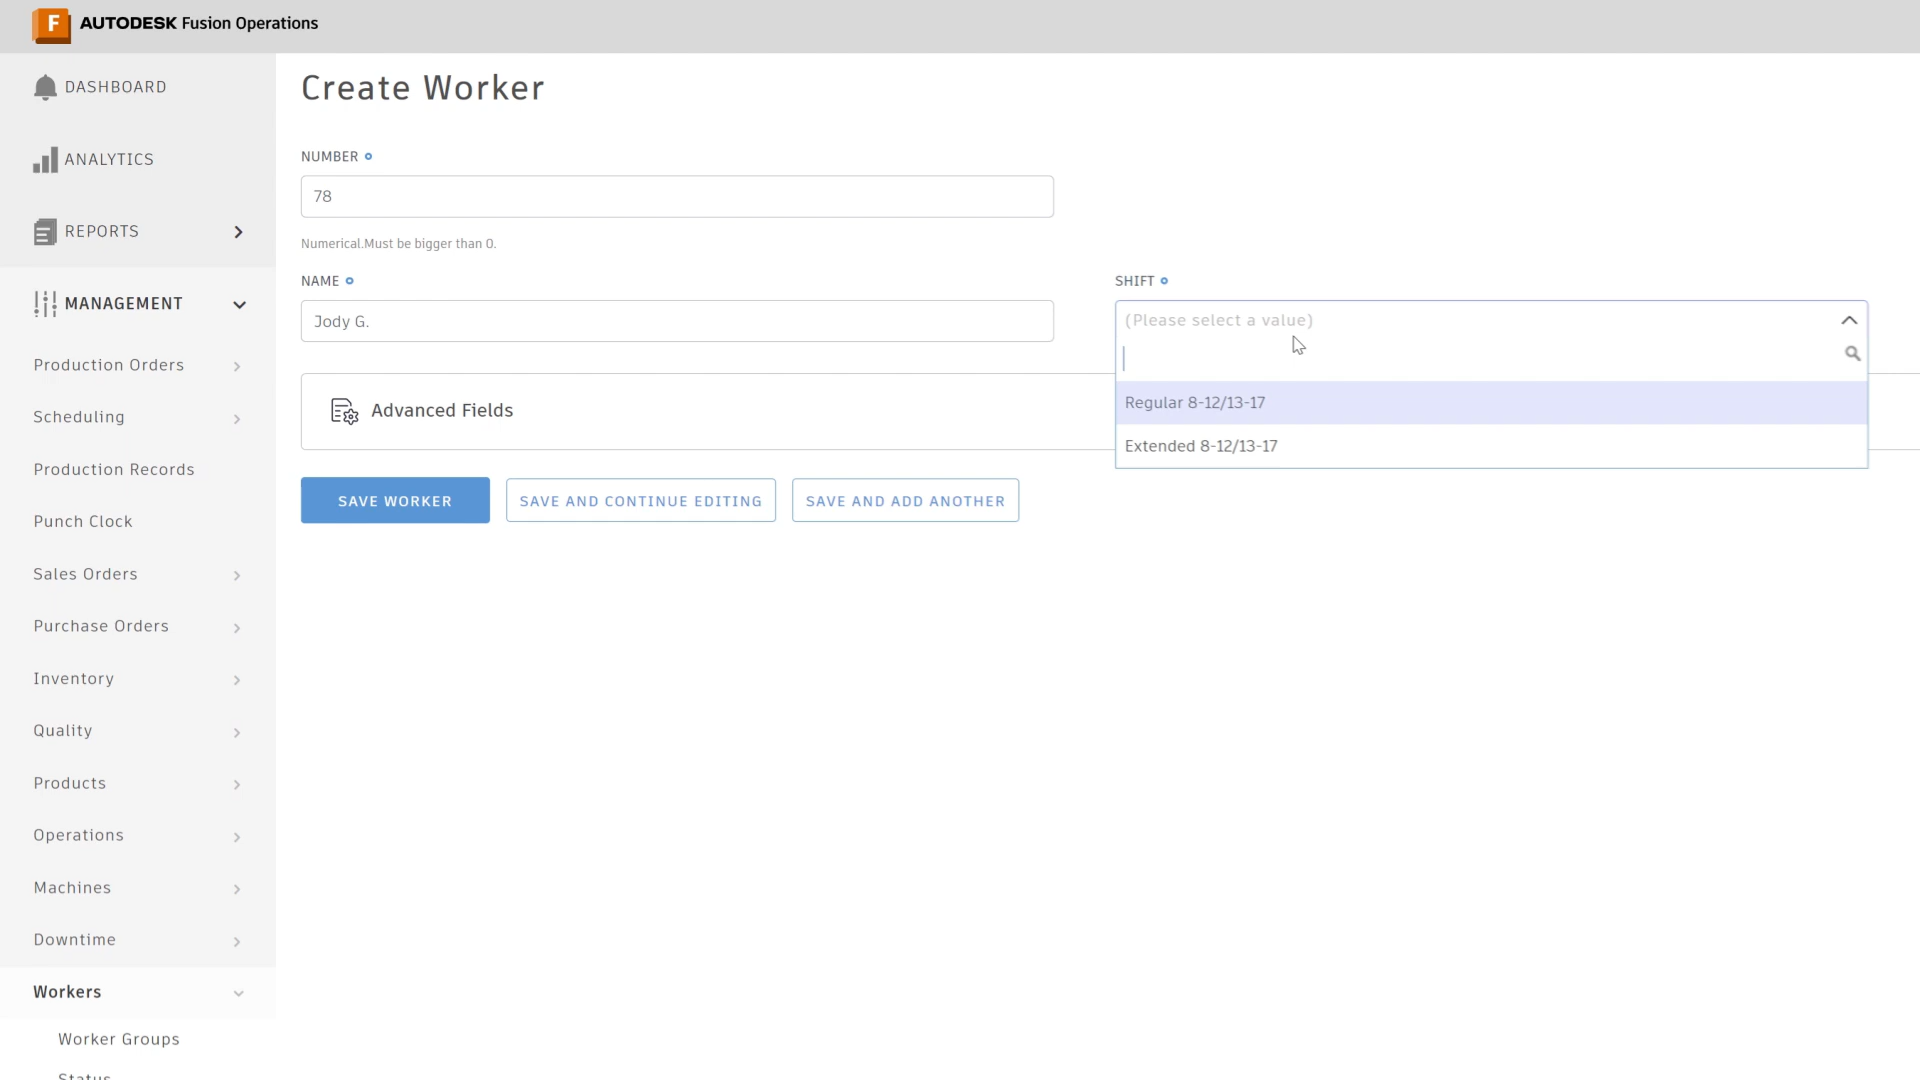 F AUTODESK Fusion Operations
DASHBOARD
ANALYTICS
REPORTS
MANAGEMENT
Production Orders
Scheduling
Production Records
Punch Clock
Sales Orders
Purchase Orders
Inventory
Quality
Products
Operations
Machines
Downtime
Workers
Worker Groups
Status
Create Worker
NUMBER
78
Numerical.Must be bigger than 0.
NAME
Jody G.
SHIFT
(Please select a value)
Regular 8-12/13-17
Extended 8-12/13-17
Advanced Fields
SAVE WORKER
SAVE AND CONTINUE EDITING
SAVE AND ADD ANOTHER